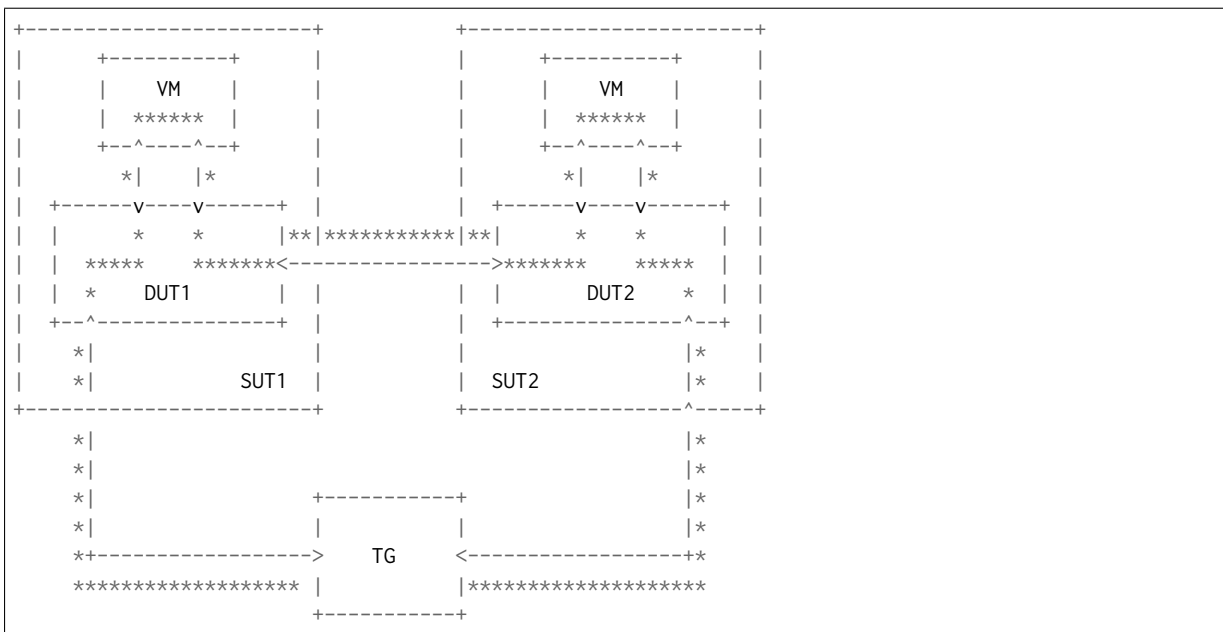 +------------------------+            +------------------------+
|      +-----------+      |            |      +-----------+      |
|      |    VM     |      |            |      |    VM     |      |
|      |  ******  |      |            |      |  ******  |      |
|      +--^----^--+      |            |      +--^----^--+      |
|        *|    |*        |            |        *|    |*        |
|  +------v----v------+  |            |  +------v----v------+  |
|  |      *    *      |**|***********|**|      *    *      |  |
|  |  *****    *******<----------------->*******    *****  |  |
|  |  *    DUT1       |  |            |  |       DUT2    *  |  |
|  +--^---------------+  |            |  +---------------^--+  |
|    *|                  |            |                  |*    |
|    *|            SUT1  |            |  SUT2            |*    |
+------------------------+            +------------------^-----+
     *|                                                  |*
     *|                                                  |*
     *|                  +-----------+                  |*
     *|                  |           |                  |*
     *+------------------>    TG     <------------------+*
     ******************* |           |********************
                         +-----------+